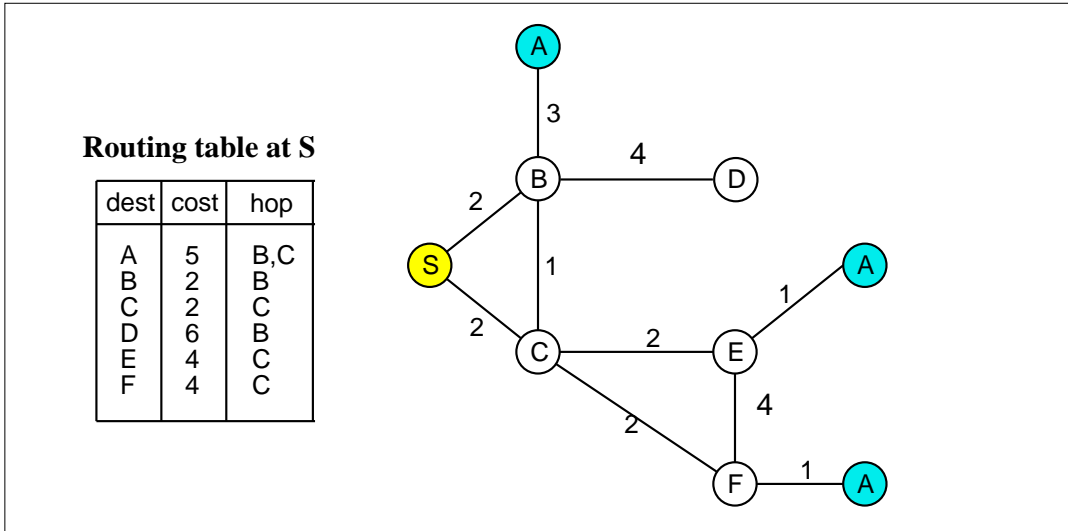 Routing table at S
dest cost hop
A 5 B,C
B 2 B
C 2 C
D 6 B
E 4 C
F 4 C
A
3
B
4
D
2
S
1
A
2
1
C
2
E
2
4
F
1
A